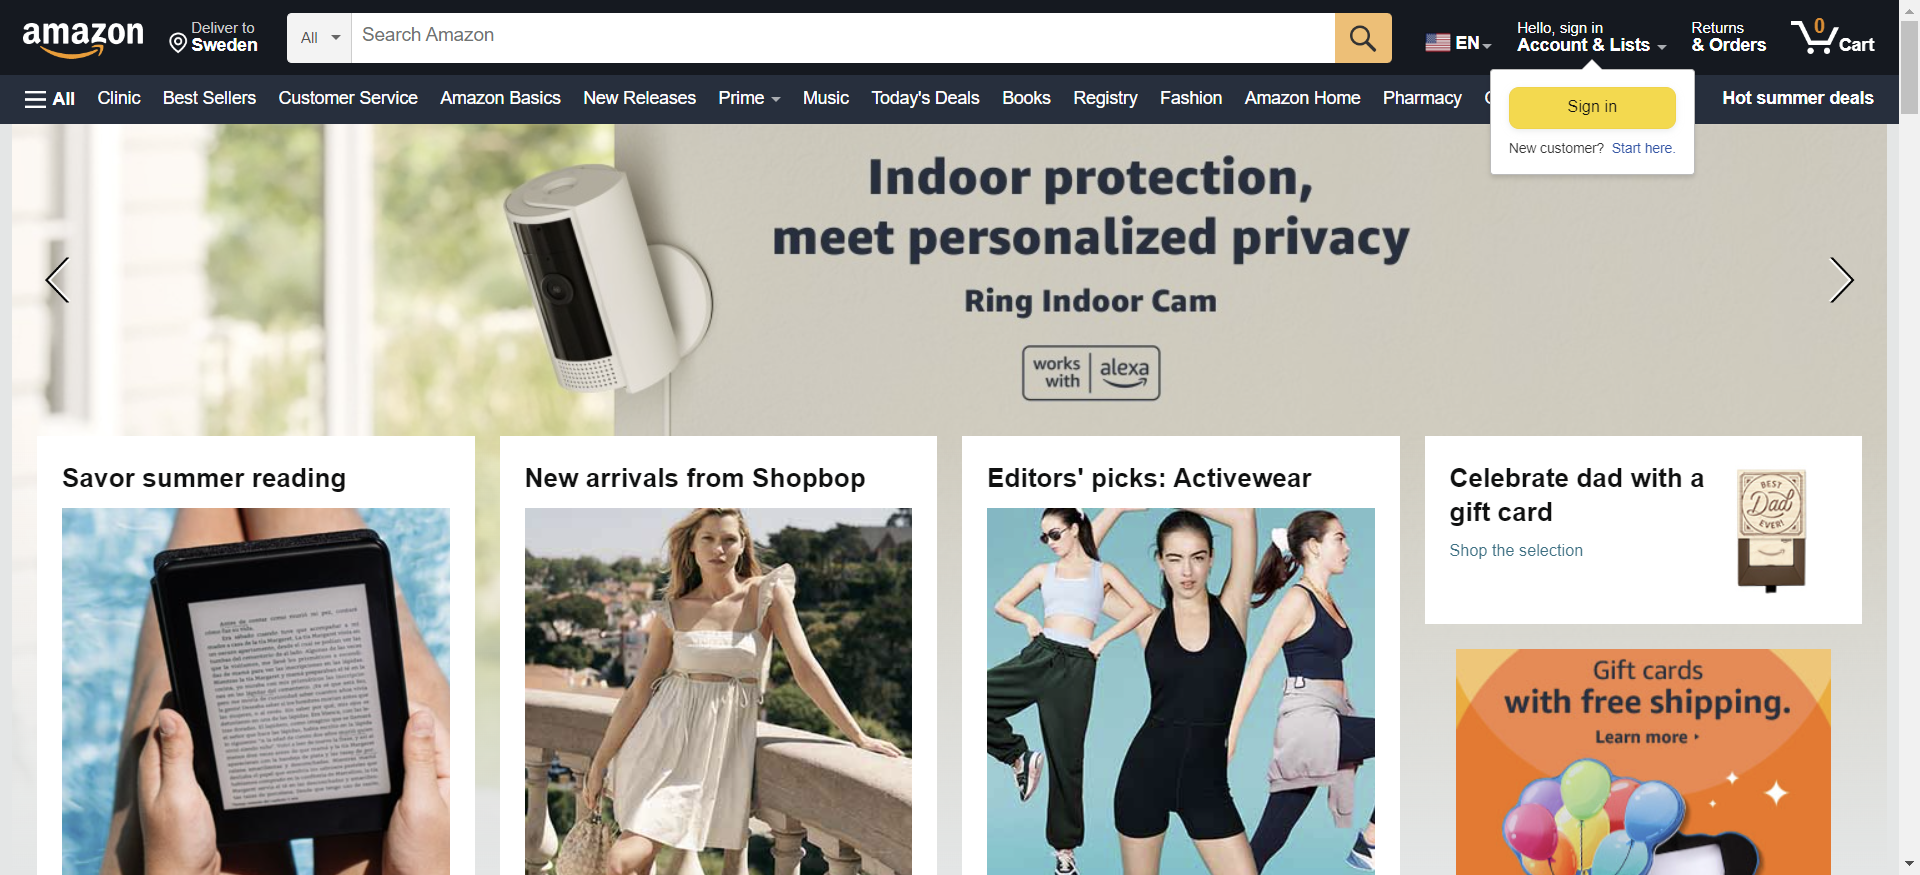 amazon
Deliver to
Sweden
All
Search Amazon
EN
Hello, sign in
Account & Lists
Returns
& Orders
0
Cart
All
Clinic
Best Sellers
Customer Service
Amazon Basics
New Releases
Prime
Music
Today's Deals
Books
Registry
Fashion
Amazon Home
Pharmacy
Hot summer deals
Sign in
New customer? Start here.
Indoor protection,
meet personalized privacy
Ring Indoor Cam
works
with
alexa
Savor summer reading
New arrivals from Shopbop
Editors' picks: Activewear
Celebrate dad with a
gift card
Shop the selection
BEST
Dad
EVER!
Gift cards
with free shipping.
Learn more